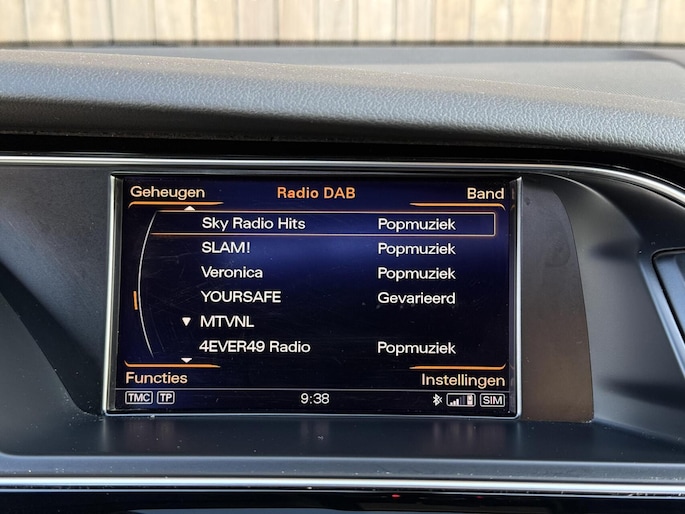 Geheugen Radio DAB Band
Sky Radio Hits Popmuziek
SLAM! Popmuziek
Veronica Popmuziek
YOURSAFE Gevarieerd
MTVNL
4EVER49 Radio Popmuziek
Functies Instellingen
TMC TP 9:38 SIM